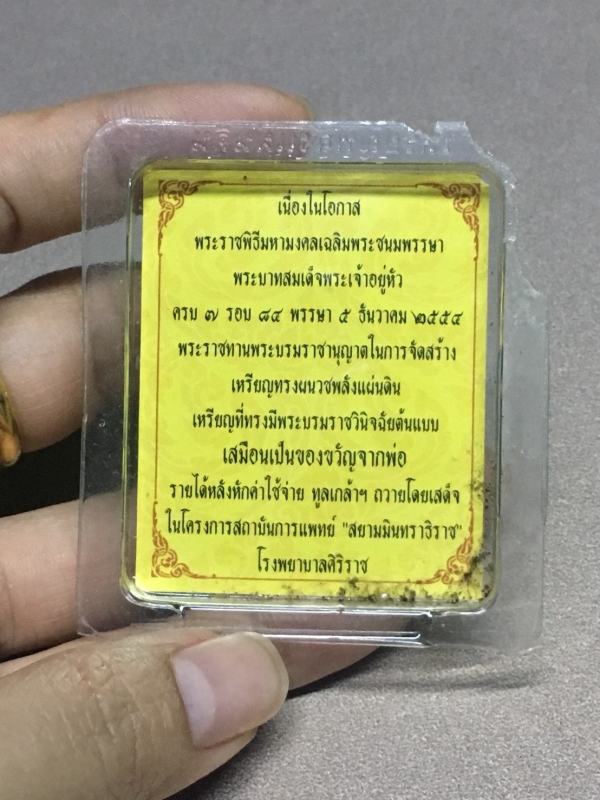 เนื่องในโอกาส
พระราชพิธีมหามงคลเฉลิมพระชนมพรรษา
พระบาทสมเด็จพระเจ้าอยู่หัว
ครบ ๗ รอบ ๘๔ พรรษา ๕ ธันวาคม ๒๕๕๔
พระราชทานพระบรมราชานุญาตในการจัดสร้าง
เหรียญทรงผนวชพลังแผ่นดิน
เหรียญที่ทรงมีพระบรมราชวินิจฉัยต้นแบบ
เสมือนเป็นของขวัญจากพ่อ
รายได้หลังหักค่าใช้จ่าย ทูลเกล้าฯ ถวายโดยเสด็จ
ในโครงการสถาบันการแพทย์ "สยามมินทราธิราช"
โรงพยาบาลศิริราช